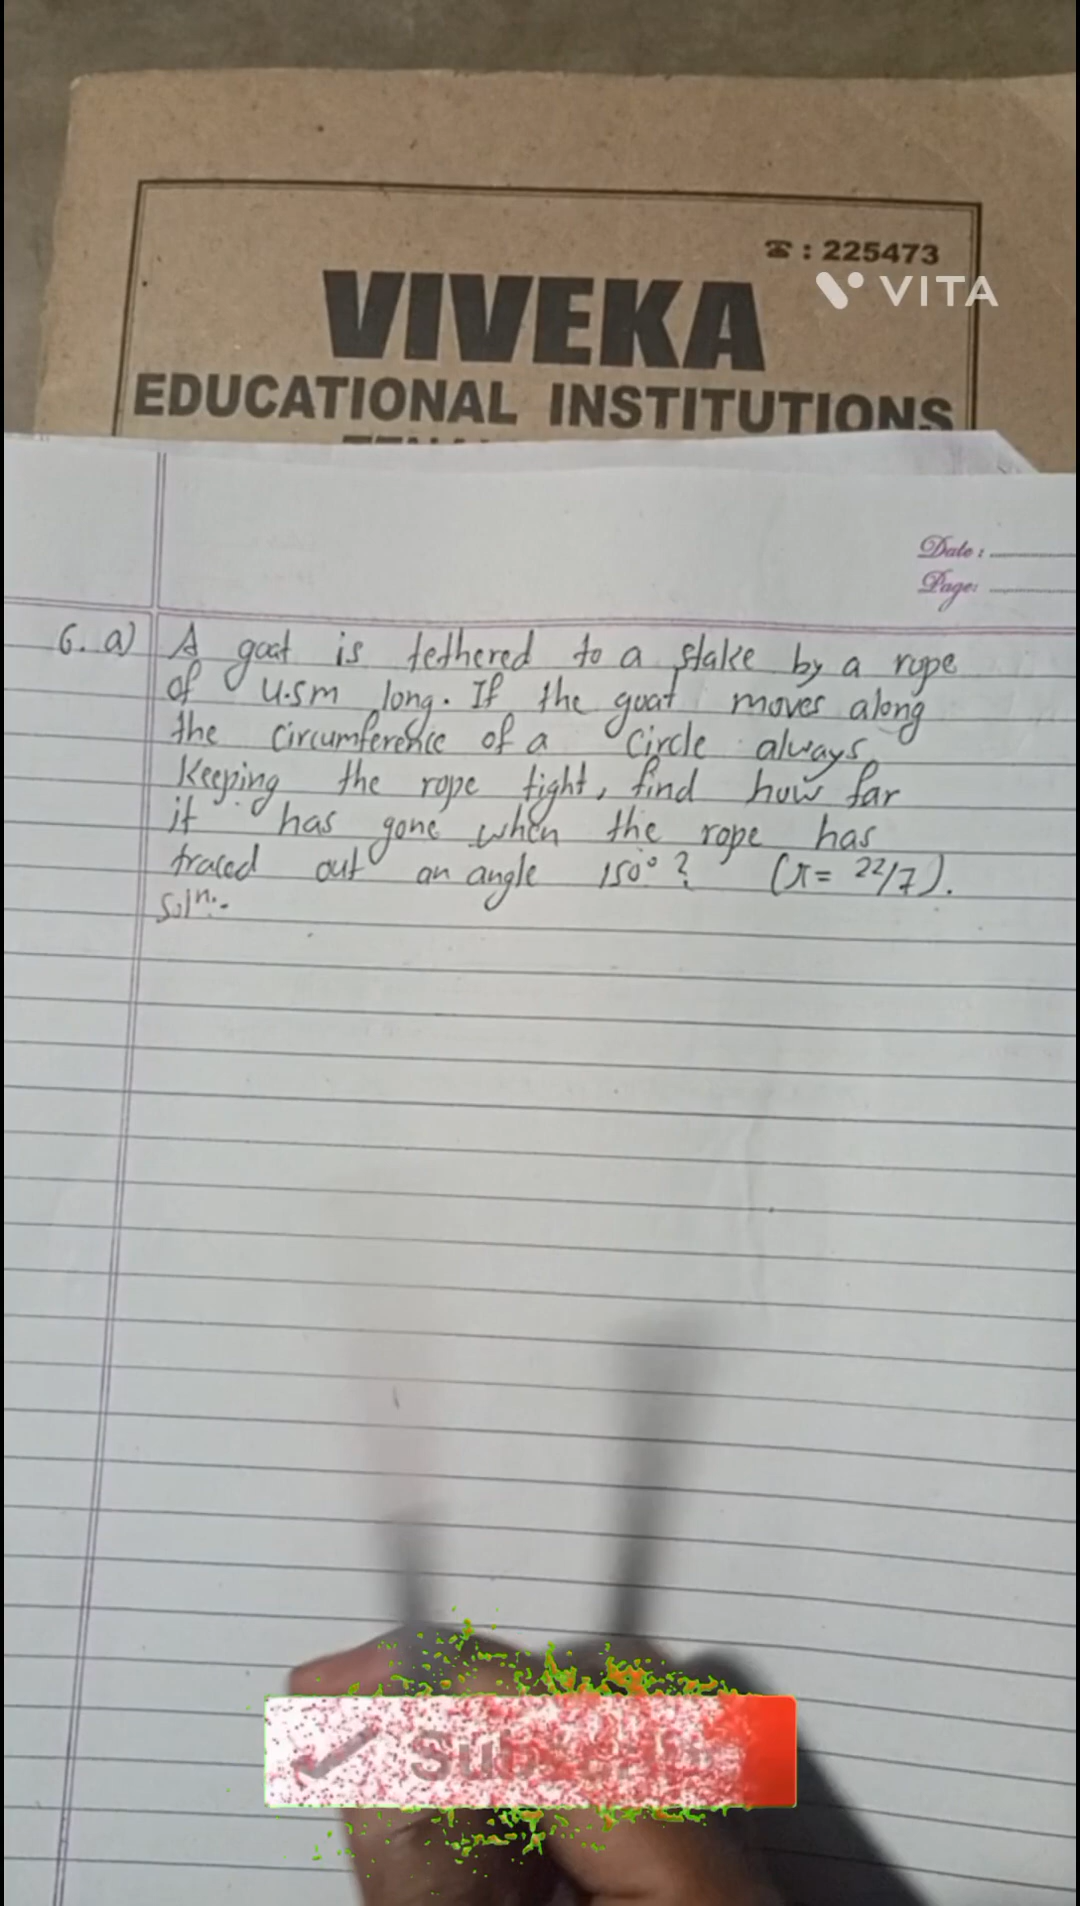 ☎ : 225473
VITA
VIVEKA
EDUCATIONAL INSTITUTIONS
Date :
Page:
6. a) A goat is tethered to a stake by a rope
of 4.5m long. If the goat moves along
the circumference of a circle always
keeping the rope tight, find how far
it has gone when the rope has
traced out an angle 150° ? (π = 22/7).
Solⁿ:-